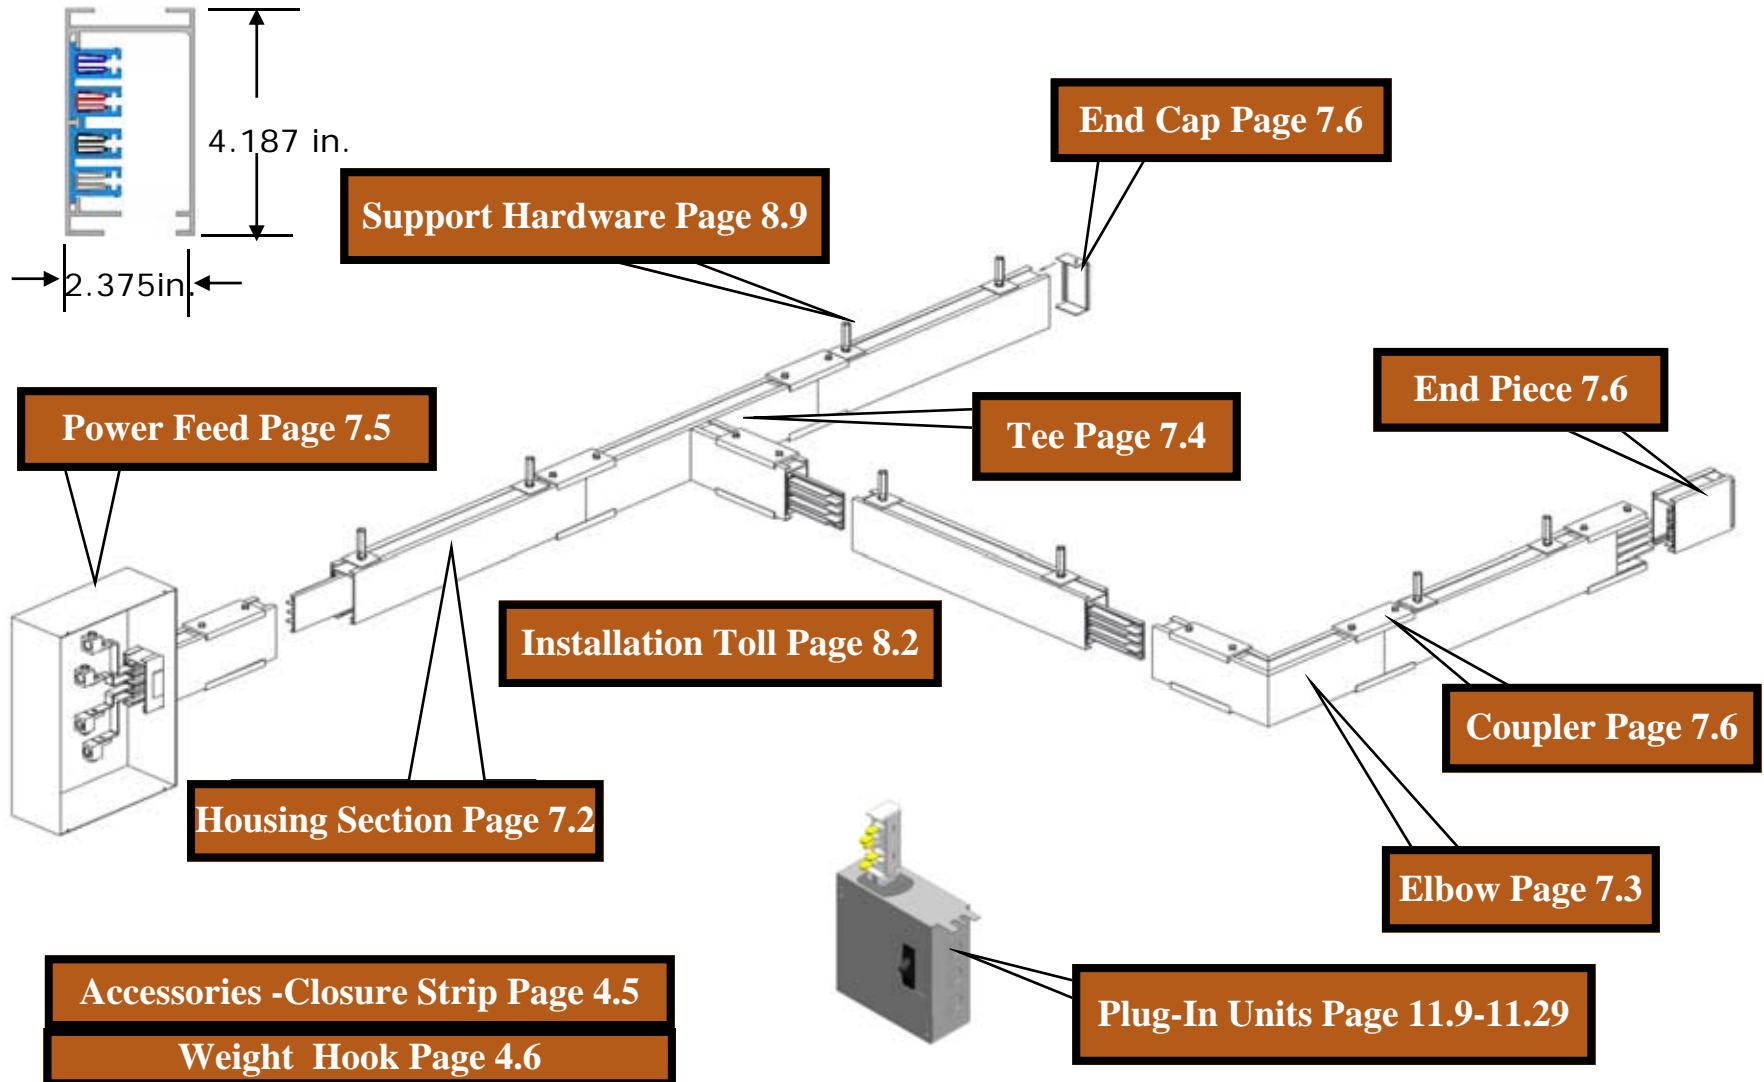 4.187 in.
2.375in.
End Cap Page 7.6
Support Hardware Page 8.9
Power Feed Page 7.5
Tee Page 7.4
End Piece 7.6
Installation Toll Page 8.2
Coupler Page 7.6
Housing Section Page 7.2
Elbow Page 7.3
Accessories -Closure Strip Page 4.5
Plug-In Units Page 11.9-11.29
Weight  Hook Page 4.6